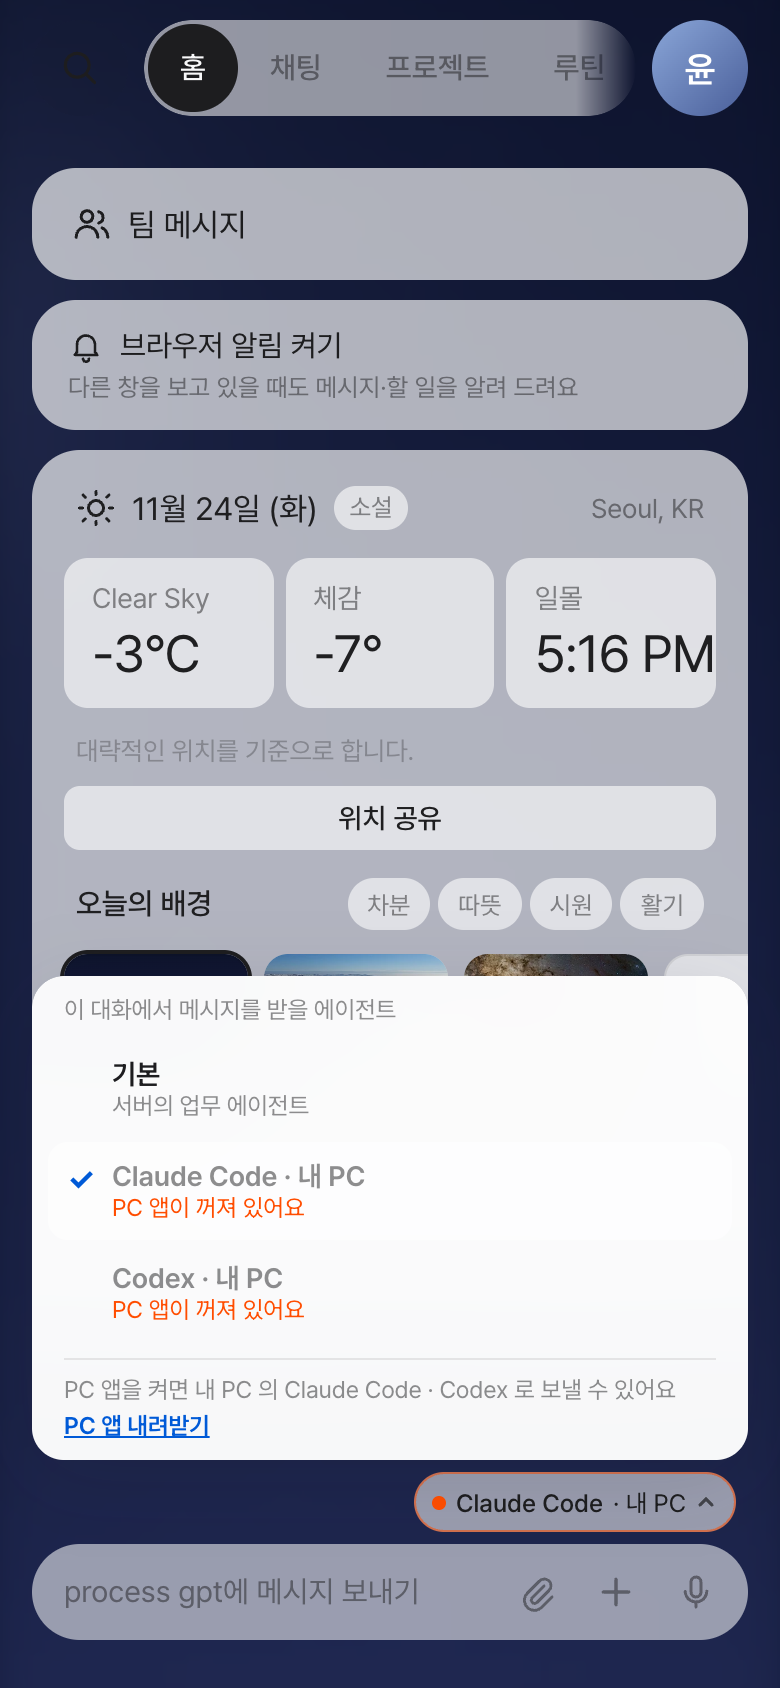 홈
채팅
프로젝트
루틴
윤
팀 메시지
브라우저 알림 켜기
다른 창을 보고 있을 때도 메시지·할 일을 알려 드려요
11월 24일 (화)
소설
Seoul, KR
Clear Sky
-3°C
체감
-7°
일몰
5:16 PM
대략적인 위치를 기준으로 합니다.
위치 공유
오늘의 배경
차분
따뜻
시원
활기
이 대화에서 메시지를 받을 에이전트
기본
서버의 업무 에이전트
Claude Code · 내 PC
PC 앱이 꺼져 있어요
Codex · 내 PC
PC 앱이 꺼져 있어요
PC 앱을 켜면 내 PC 의 Claude Code · Codex 로 보낼 수 있어요
PC 앱 내려받기
Claude Code · 내 PC
process gpt에 메시지 보내기